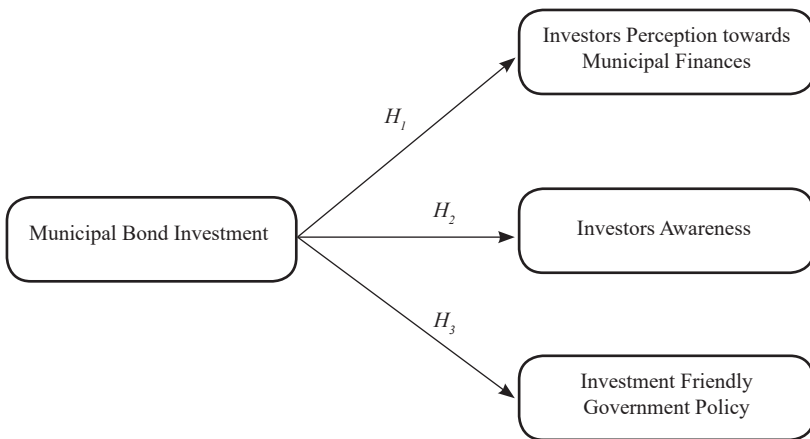 Investors Perception towards
Municipal Finances
H1
Municipal Bond Investment
H2
Investors Awareness
H3
Investment Friendly
Government Policy